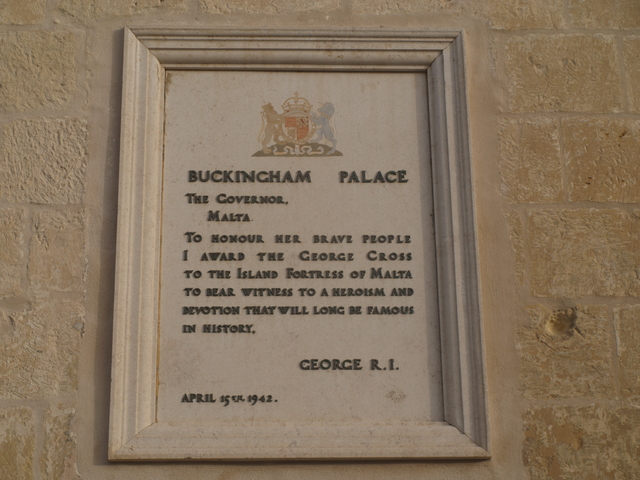 BUCKINGHAM PALACE
THE GOVERNOR,
MALTA
TO HONOUR HER BRAVE PEOPLE
I AWARD THE GEORGE CROSS
TO THE ISLAND FORTRESS OF MALTA
TO BEAR WITNESS TO A HEROISM AND
DEVOTION THAT WILL LONG BE FAMOUS
IN HISTORY.
GEORGE R.I.
APRIL 15TH. 1942.